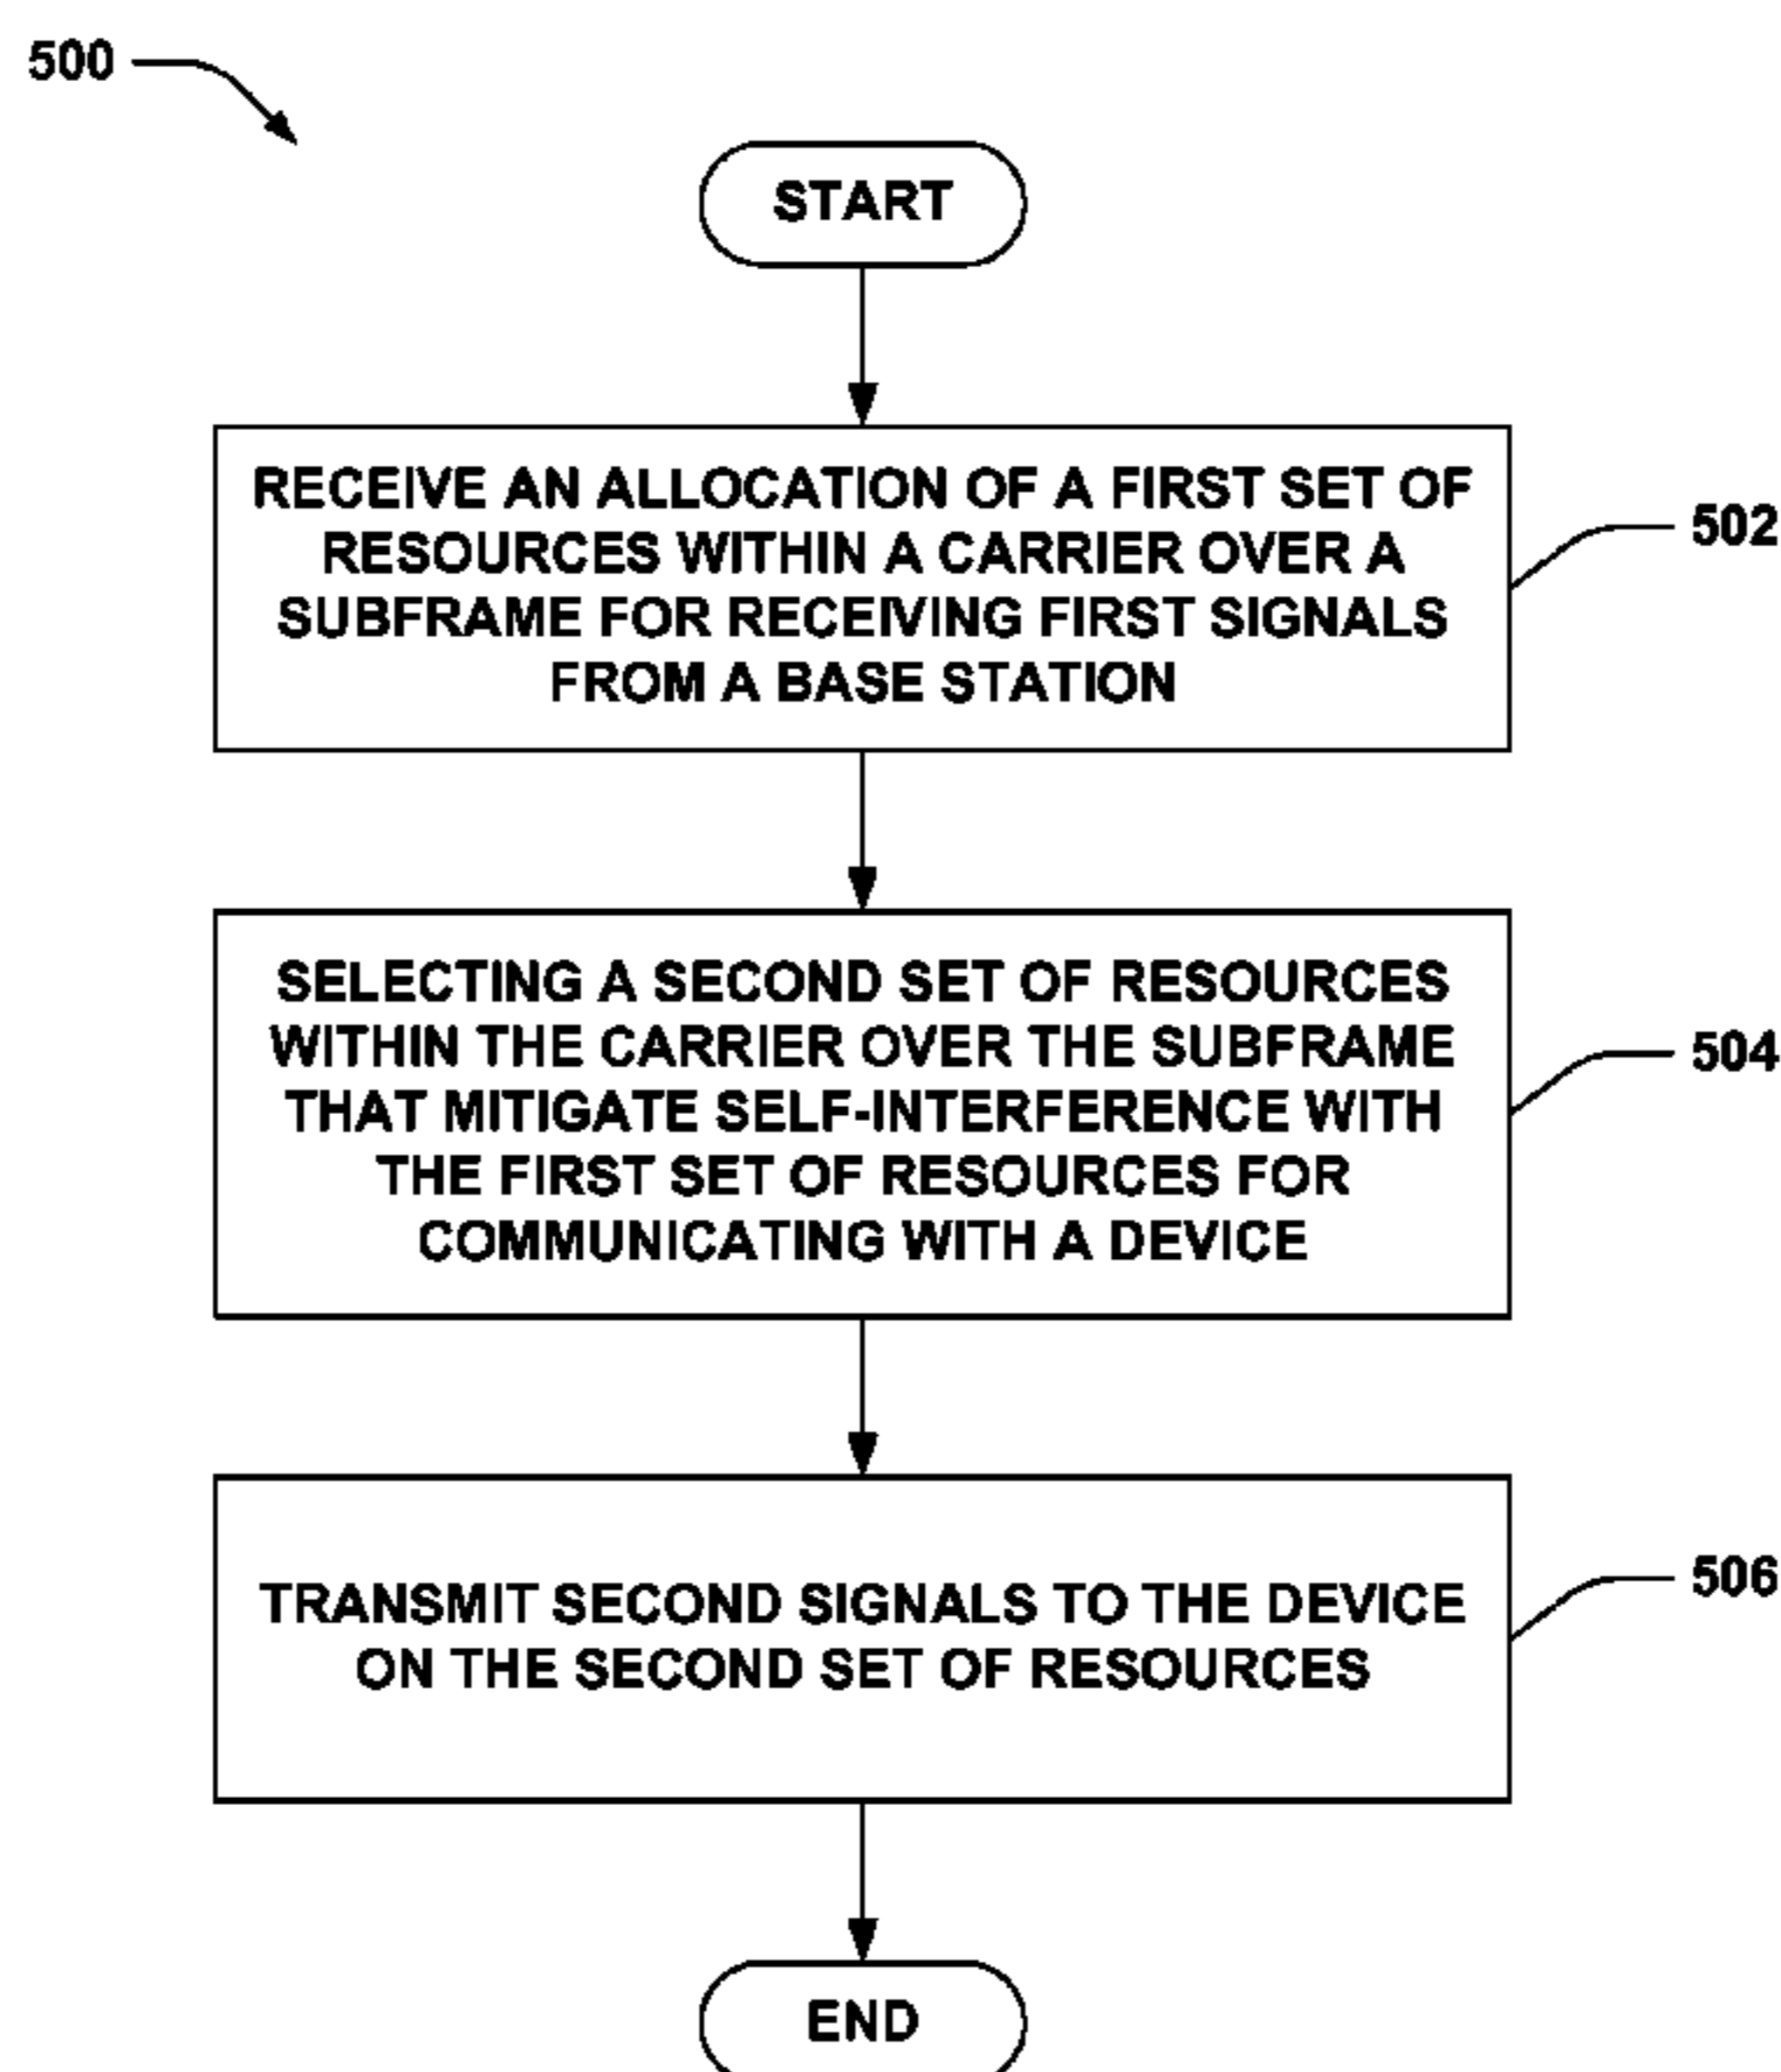 500
START
RECEIVE AN ALLOCATION OF A FIRST SET OF
RESOURCES WITHIN A CARRIER OVER A
SUBFRAME FOR RECEIVING FIRST SIGNALS
FROM A BASE STATION
502
SELECTING A SECOND SET OF RESOURCES
WITHIN THE CARRIER OVER THE SUBFRAME
THAT MITIGATE SELF-INTERFERENCE WITH
THE FIRST SET OF RESOURCES FOR
COMMUNICATING WITH A DEVICE
504
TRANSMIT SECOND SIGNALS TO THE DEVICE
ON THE SECOND SET OF RESOURCES
506
END